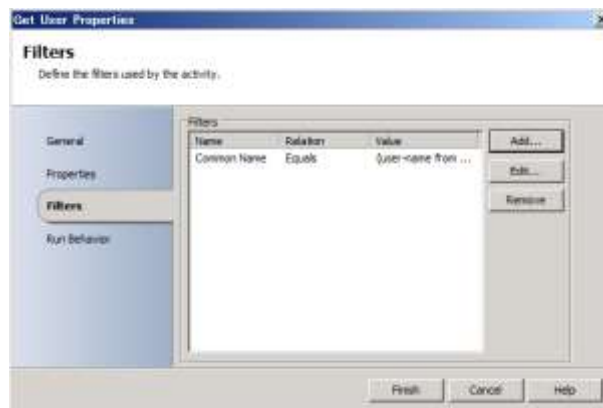 Get User Properties
Filters
Define the filters used by the activity.
General
Properties
Filters
Run Behavior
Filters
Name Relation Value
Common Name Equals {user-name from ...
Add...
Edit...
Remove
Finish Cancel Help